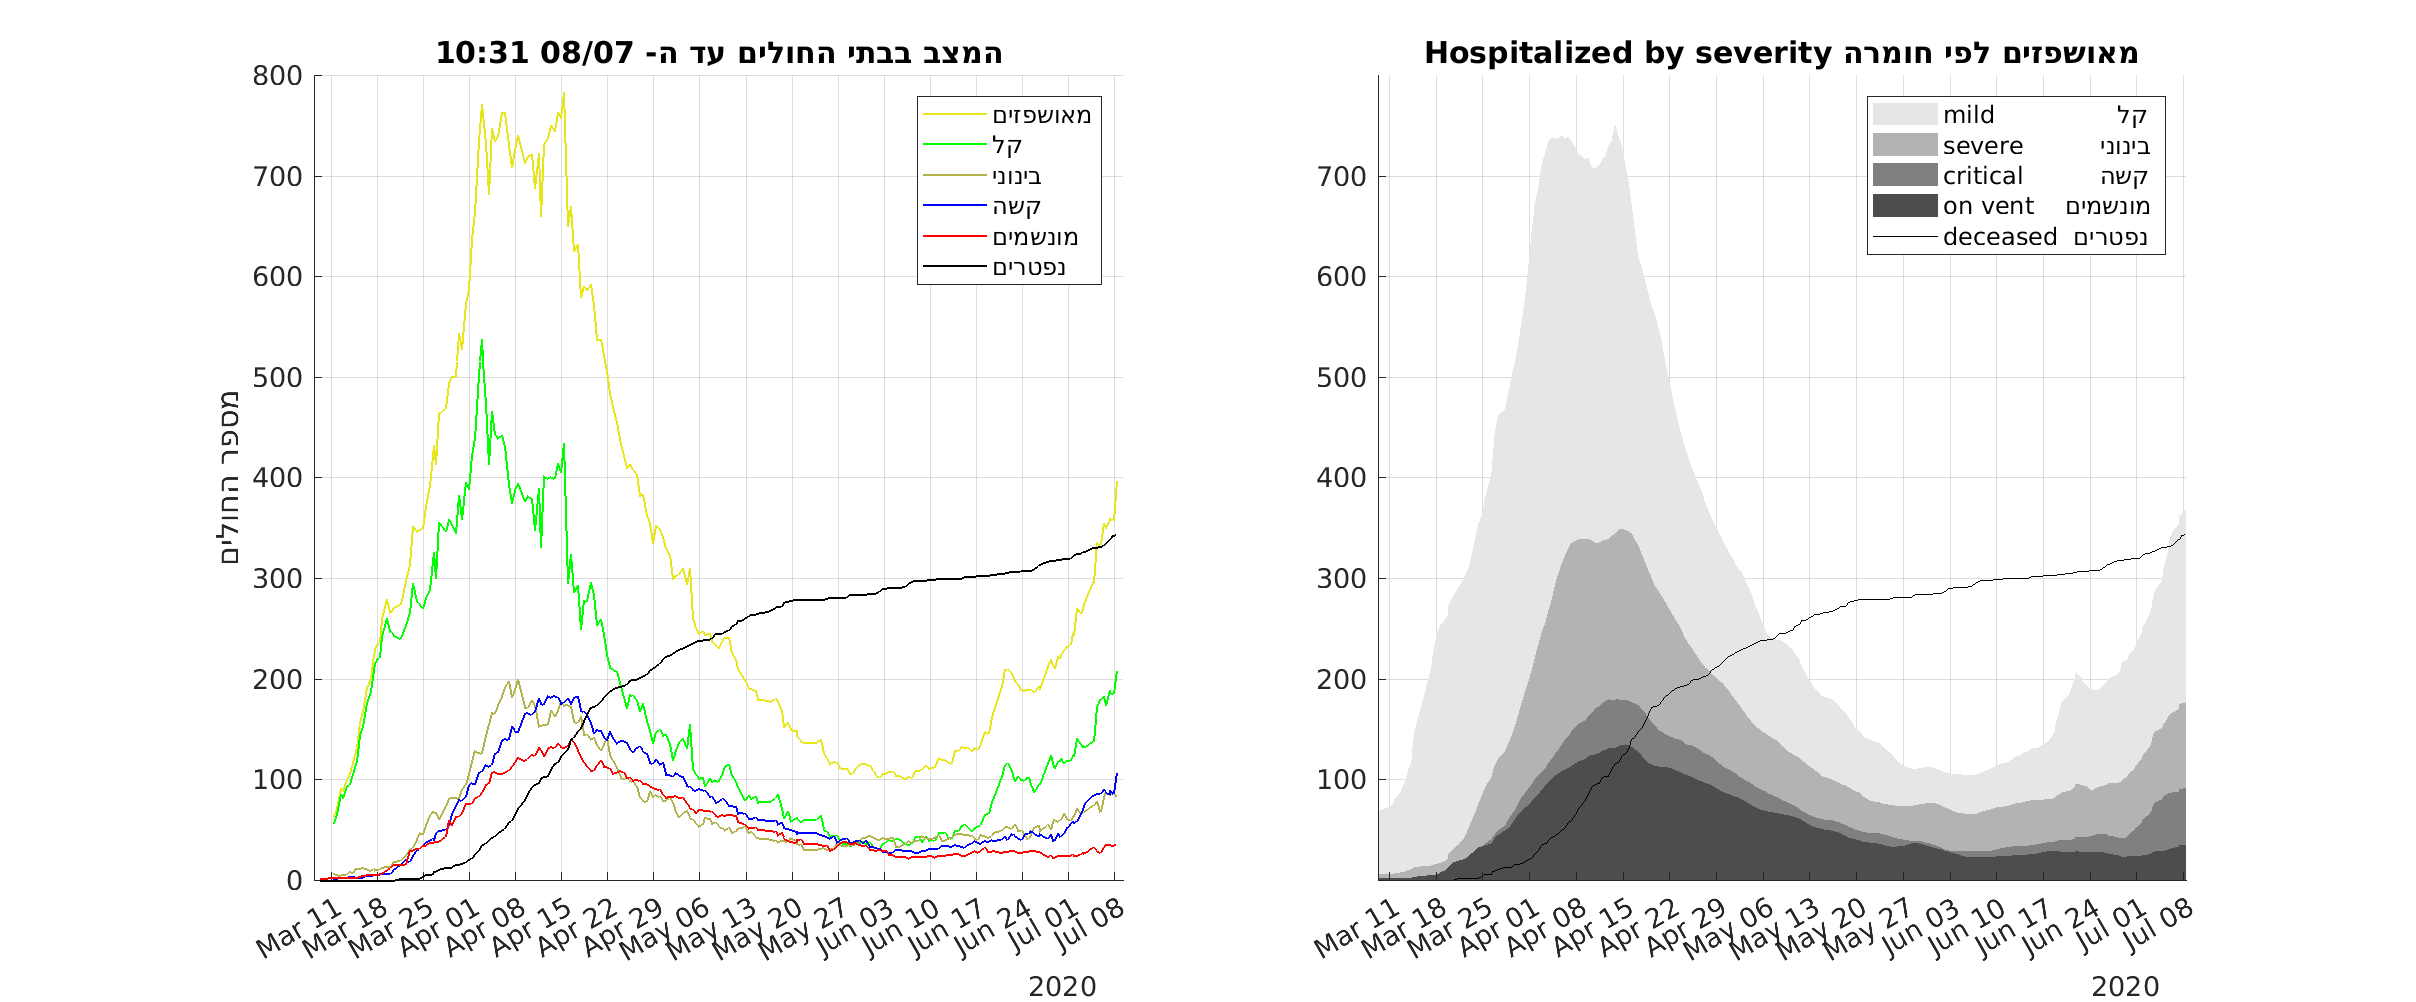 המצב בבתי החולים עד ה- 08/07 10:31
800
700
600
500
400
300
200
100
0
מספר החולים
מאושפזים
קל
בינוני
קשה
מונשמים
נפטרים
Mar 11
Mar 18
Mar 25
Apr 01
Apr 08
Apr 15
Apr 22
Apr 29
May 06
May 13
May 20
May 27
Jun 03
Jun 10
Jun 17
Jun 24
Jul 01
Jul 08
2020
Hospitalized by severity מאושפזים לפי חומרה
700
600
500
400
300
200
100
mild קל
severe בינוני
critical קשה
on vent מונשמים
deceased נפטרים
Mar 11
Mar 18
Mar 25
Apr 01
Apr 08
Apr 15
Apr 22
Apr 29
May 06
May 13
May 20
May 27
Jun 03
Jun 10
Jun 17
Jun 24
Jul 01
Jul 08
2020